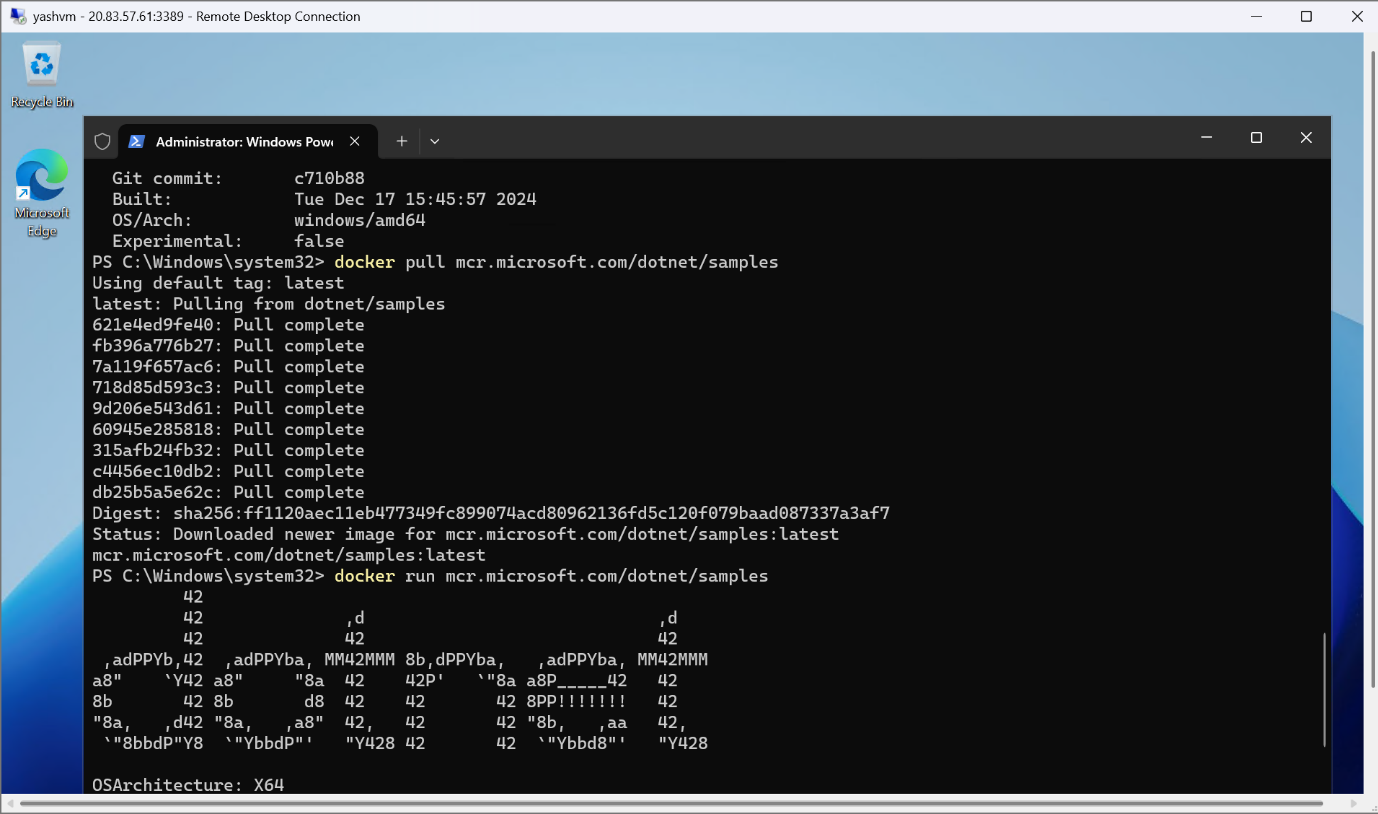 yashvm - 20.83.57.61:3389 - Remote Desktop Connection
Recycle Bin
Microsoft
Edge
Administrator: Windows Powe
  Git commit:       c710b88
  Built:            Tue Dec 17 15:45:57 2024
  OS/Arch:          windows/amd64
  Experimental:     false
PS C:\Windows\system32> docker pull mcr.microsoft.com/dotnet/samples
Using default tag: latest
latest: Pulling from dotnet/samples
621e4ed9fe40: Pull complete
fb396a776b27: Pull complete
7a119f657ac6: Pull complete
718d85d593c3: Pull complete
9d206e543d61: Pull complete
60945e285818: Pull complete
315afb24fb32: Pull complete
c4456ec10db2: Pull complete
db25b5a5e62c: Pull complete
Digest: sha256:ff1120aec11eb477349fc899074acd80962136fd5c120f079baad087337a3af7
Status: Downloaded newer image for mcr.microsoft.com/dotnet/samples:latest
mcr.microsoft.com/dotnet/samples:latest
PS C:\Windows\system32> docker run mcr.microsoft.com/dotnet/samples
         42
         42              ,d                             ,d
         42              42                             42
 ,adPPYb,42  ,adPPYba, MM42MMM 8b,dPPYba,   ,adPPYba, MM42MMM
a8"    `Y42 a8"     "8a  42    42P'   `"8a a8P_____42   42
8b       42 8b       d8  42    42       42 8PP!!!!!!!   42
"8a,   ,d42 "8a,   ,a8"  42,   42       42 "8b,   ,aa   42,
 `"8bbdP"Y8  `"YbbdP"'   "Y428 42       42  `"Ybbd8"'   "Y428
OSArchitecture: X64